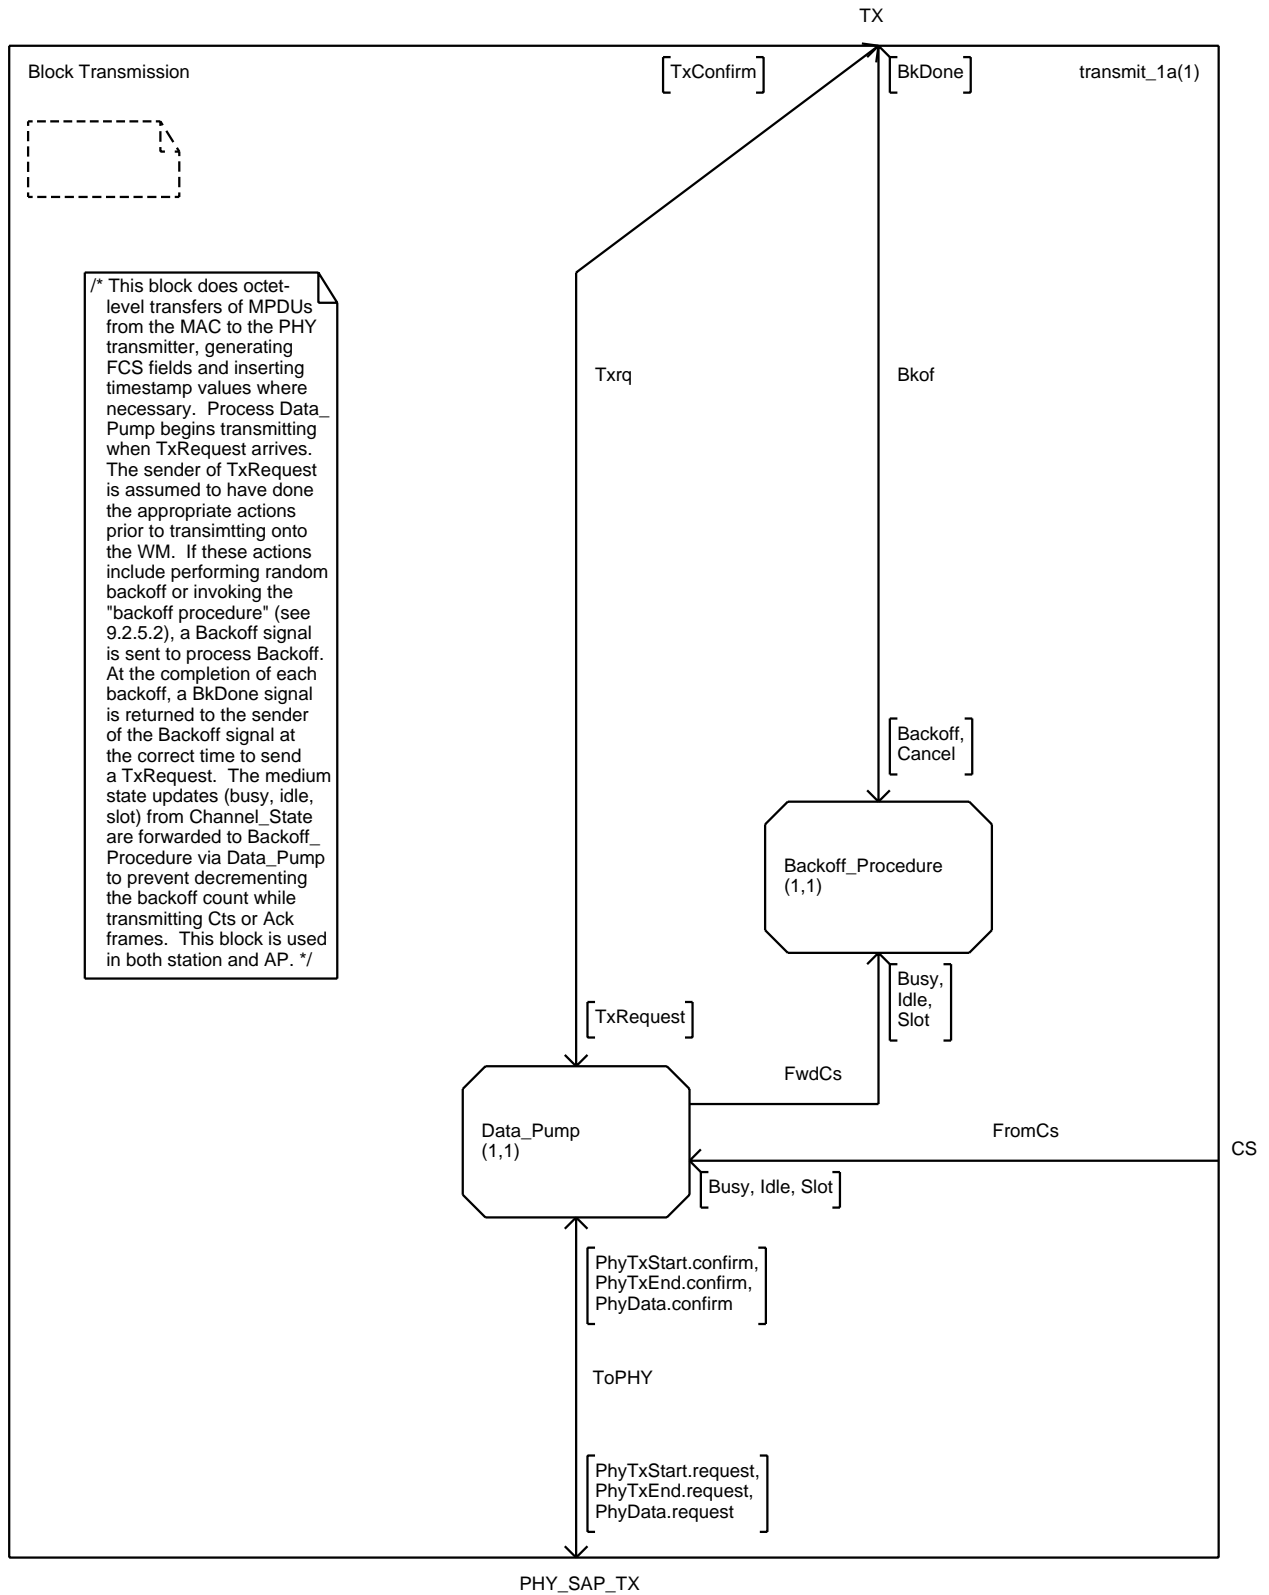 TX
Block Transmission
[TxConfirm]
[BkDone]
transmit_1a(1)
/* This block does octet-
level transfers of MPDUs
from the MAC to the PHY
transmitter, generating
FCS fields and inserting
timestamp values where
necessary.  Process Data_
Pump begins transmitting
when TxRequest arrives.
The sender of TxRequest
is assumed to have done
the appropriate actions
prior to transimtting onto
the WM.  If these actions
include performing random
backoff or invoking the
"backoff procedure" (see
9.2.5.2), a Backoff signal
is sent to process Backoff.
At the completion of each
backoff, a BkDone signal
is returned to the sender
of the Backoff signal at
the correct time to send
a TxRequest.  The medium
state updates (busy, idle,
slot) from Channel_State
are forwarded to Backoff_
Procedure via Data_Pump
to prevent decrementing
the backoff count while
transmitting Cts or Ack
frames.  This block is used
in both station and AP. */
Txrq
Bkof
Backoff,
Cancel
Backoff_Procedure
(1,1)
Busy,
Idle,
Slot
TxRequest
FwdCs
Data_Pump
(1,1)
FromCs
CS
Busy, Idle, Slot
PhyTxStart.confirm,
PhyTxEnd.confirm,
PhyData.confirm
ToPHY
PhyTxStart.request,
PhyTxEnd.request,
PhyData.request
PHY_SAP_TX